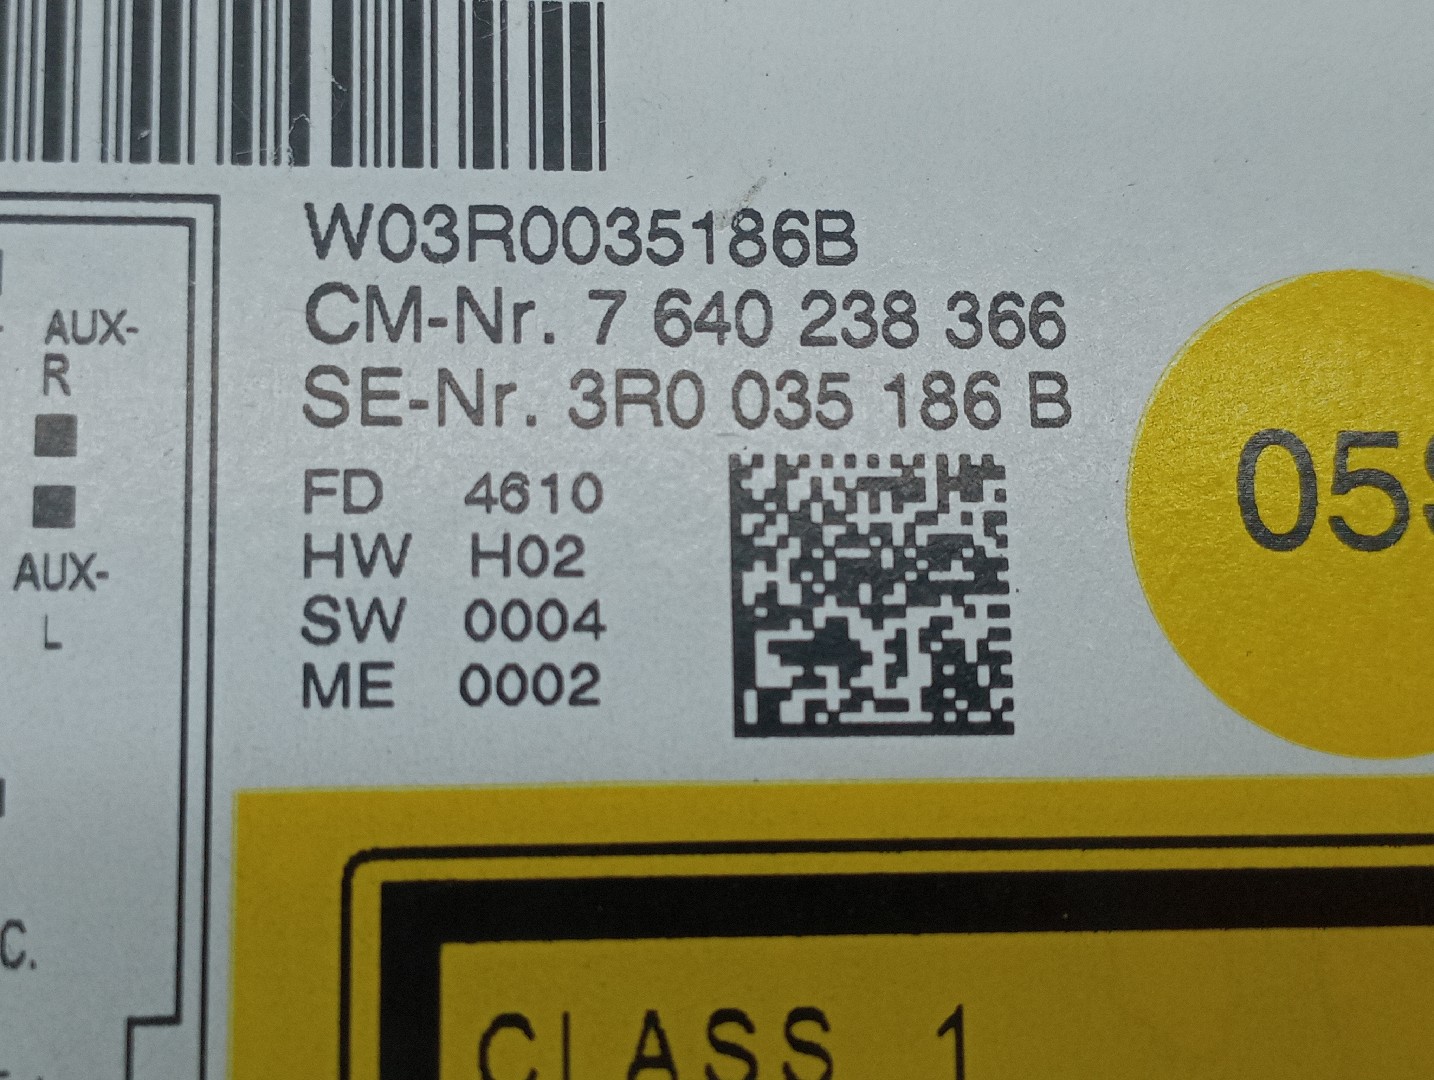 W03R0035186B
CM-Nr. 7 640 238 366
SE-Nr. 3R0 035 186 B
FD 4610
HW H02
SW 0004
ME 0002
AUX-
R
AUX-
L
C.
CLASS 1